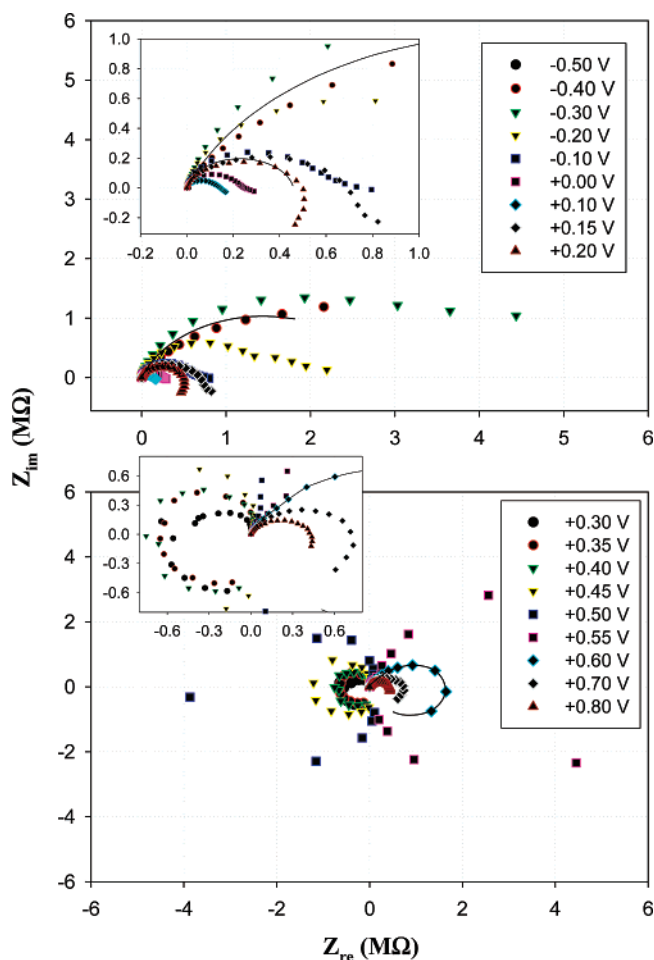 6
5
4
3
2
1
0
1.0
0.8
0.6
0.4
0.2
0.0
-0.2
-0.2 0.0 0.2 0.4 0.6 0.8 1.0
-0.50 V
-0.40 V
-0.30 V
-0.20 V
-0.10 V
+0.00 V
+0.10 V
+0.15 V
+0.20 V
0 1 2 3 4 5 6
Zim (MΩ)
0.6
0.3
0.0
-0.3
-0.6
-0.6 -0.3 0.0 0.3 0.6
6
4
2
0
-2
-4
-6
+0.30 V
+0.35 V
+0.40 V
+0.45 V
+0.50 V
+0.55 V
+0.60 V
+0.70 V
+0.80 V
-6 -4 -2 0 2 4 6
Zre (MΩ)